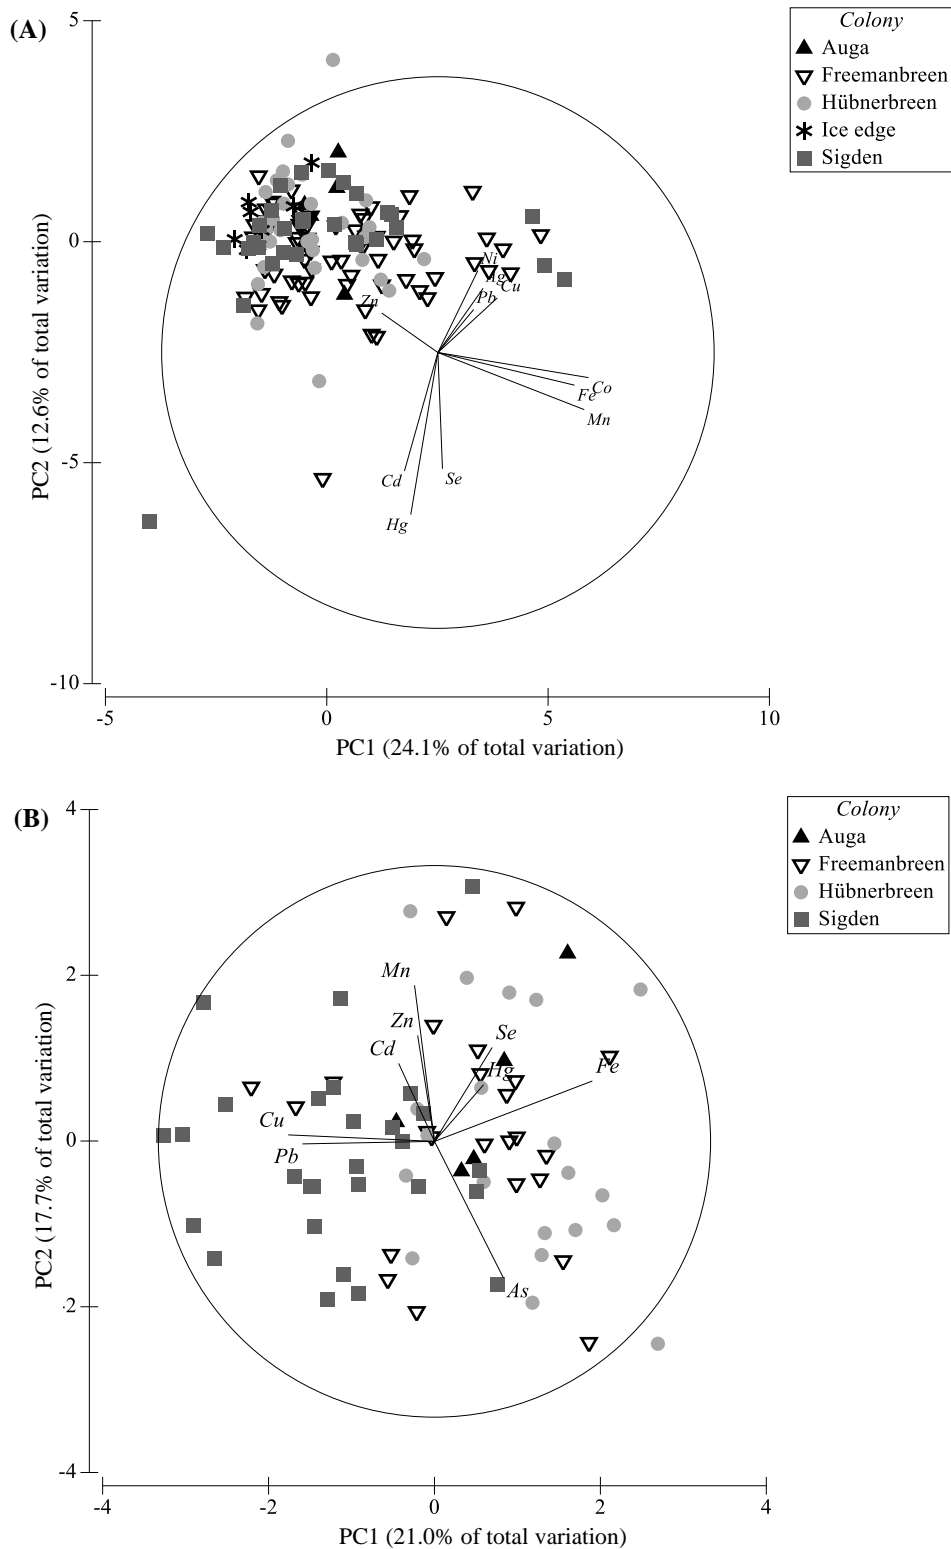 (A)
5
0
-5
-10
PC2 (12.6% of total variation)
Colony
Auga
Freemanbreen
Hübnerbreen
Ice edge
Sigden
Ni
Ag
Cu
Pb
Zn
Co
Fe
Mn
Cd
Se
Hg
-5
0
5
10
PC1 (24.1% of total variation)
(B)
4
2
0
-2
-4
PC2 (17.7% of total variation)
Colony
Auga
Freemanbreen
Hübnerbreen
Sigden
Mn
Zn
Se
Cd
Hg
Fe
Cu
Pb
As
-4
-2
0
2
4
PC1 (21.0% of total variation)